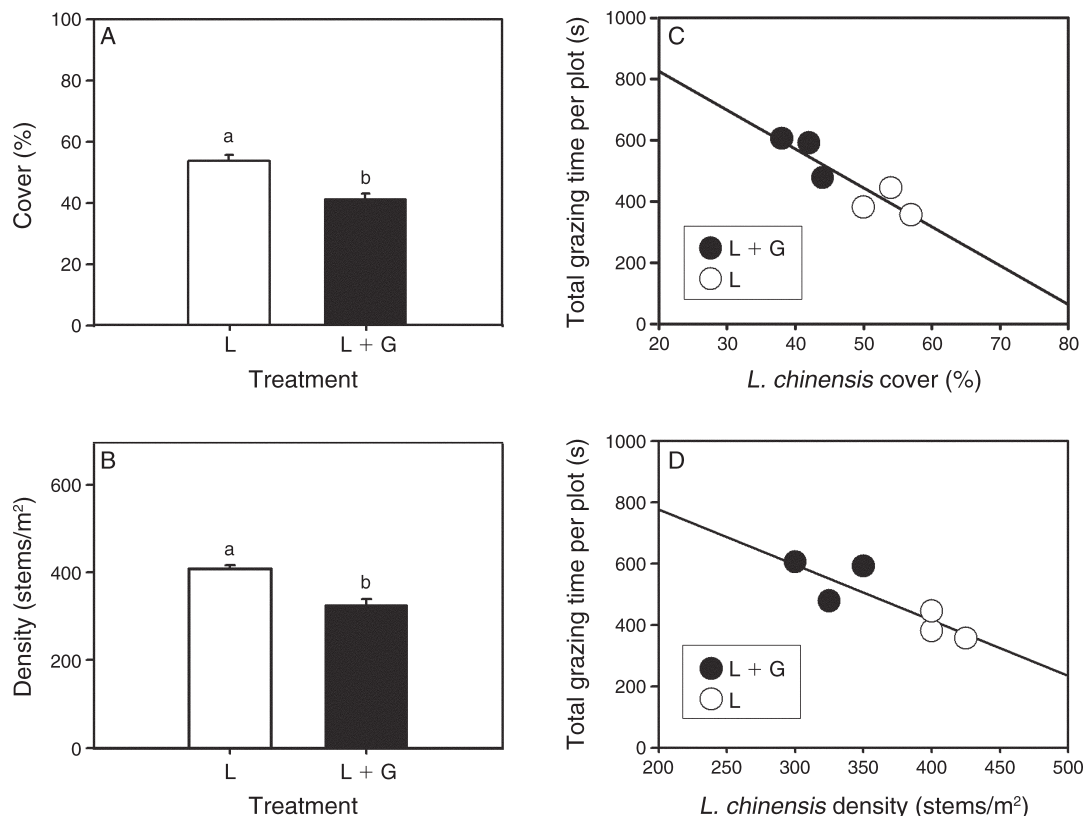 A
Cover (%)
100
80
60
40
20
0
a
b
L
L + G
Treatment
C
Total grazing time per plot (s)
1000
800
600
400
200
0
L + G
L
20 30 40 50 60 70 80
L. chinensis cover (%)
B
Density (stems/m²)
600
400
200
0
a
b
L
L + G
Treatment
D
Total grazing time per plot (s)
1000
800
600
400
200
0
L + G
L
200 250 300 350 400 450 500
L. chinensis density (stems/m²)